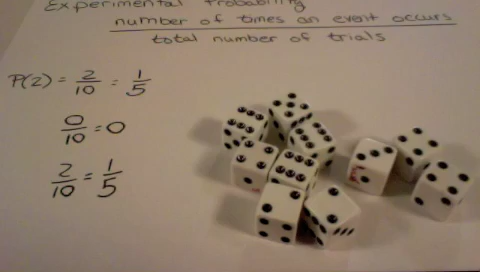 Experimental Probability
number of times an event occurs
total number of trials
P(2) = 2/10 = 1/5
0/10 = 0
2/10 = 1/5